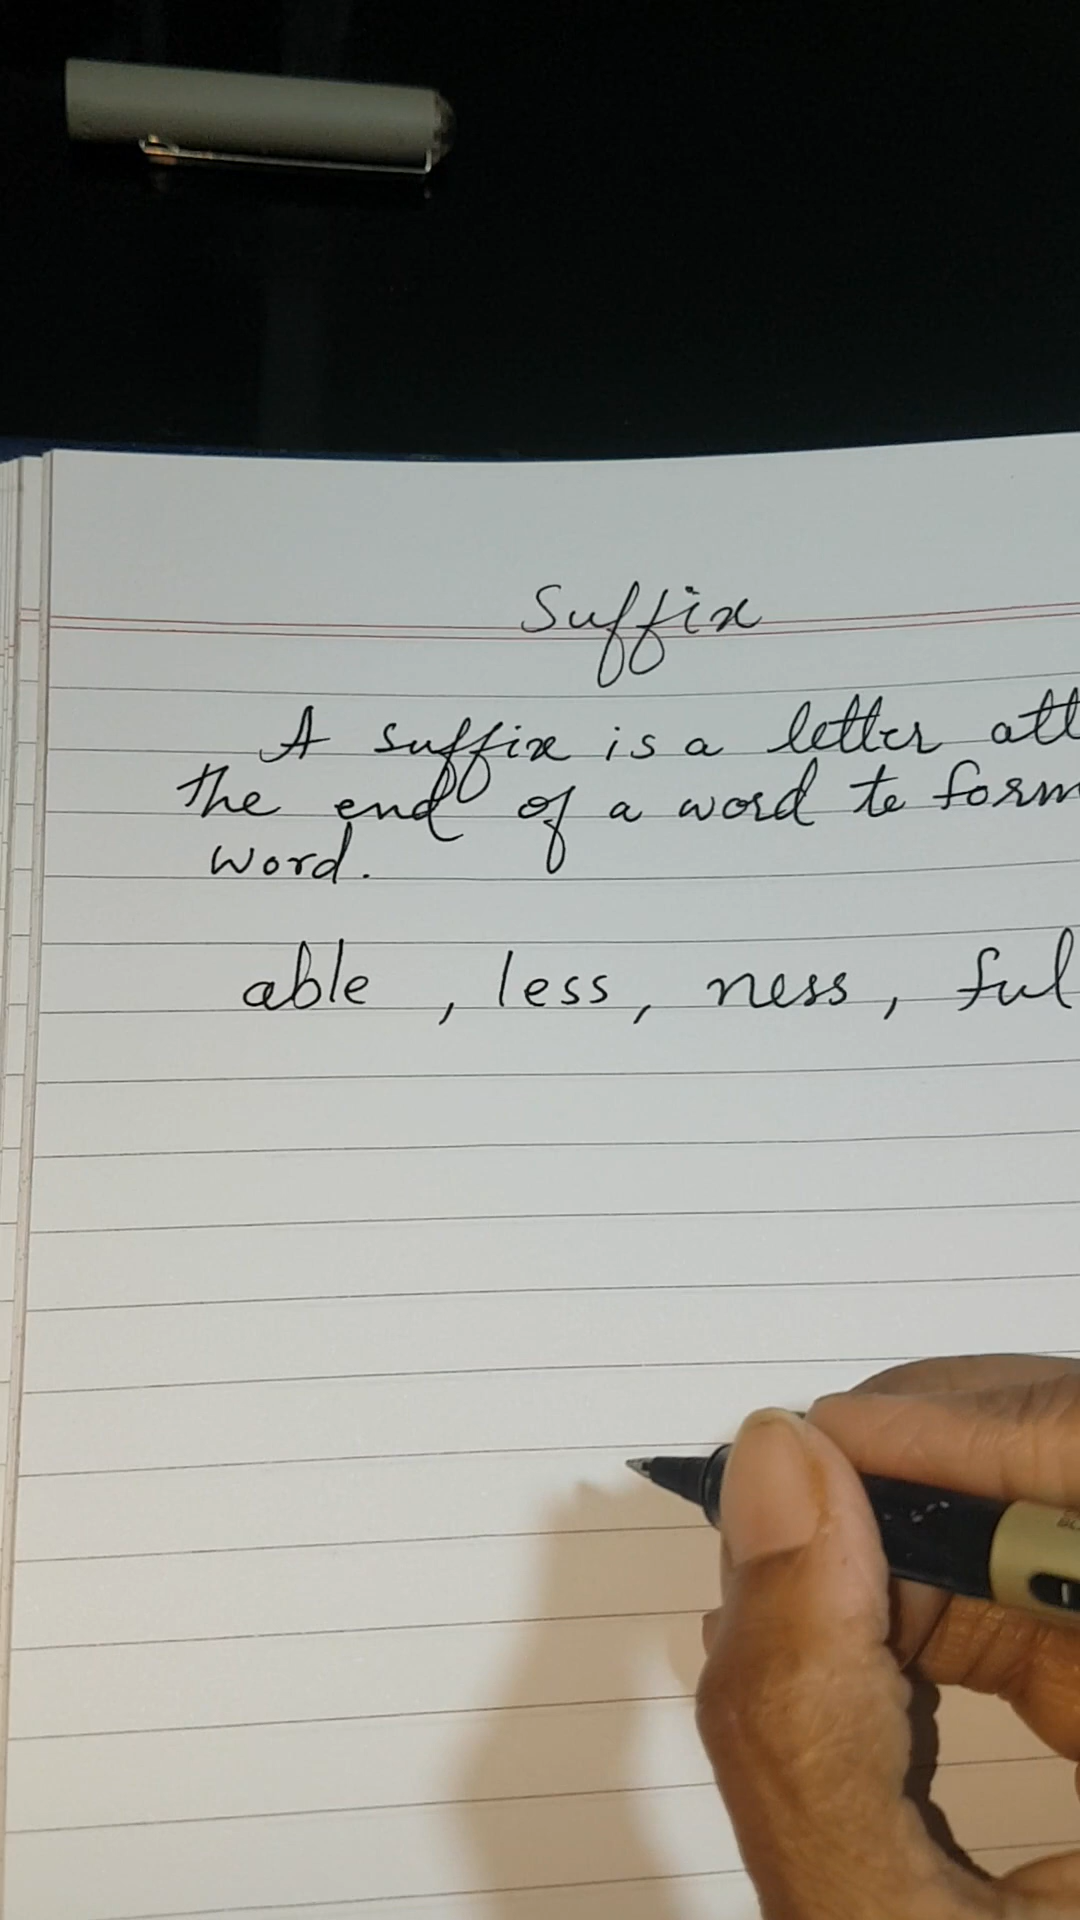 Suffix
A suffix is a letter att
the end of a word to form
word.
able , less, ness, ful